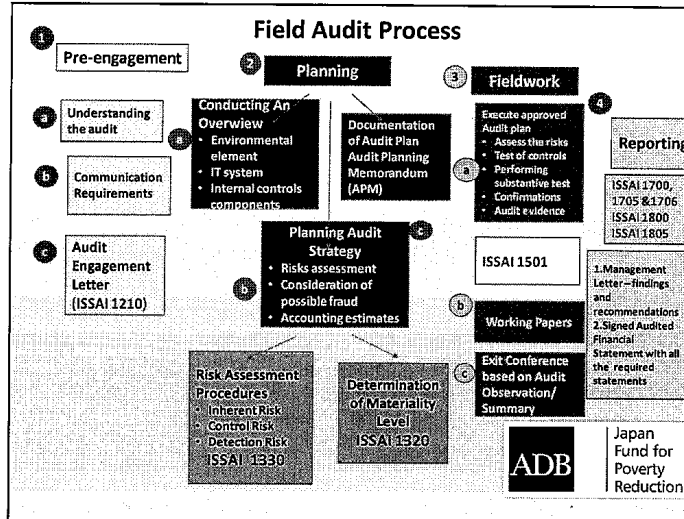 Field Audit Process
1
Pre-engagement
a
Understanding
the audit
b
Communication
Requirements
c
Audit
Engagement
Letter
(ISSAI 1210)
2
Planning
a
Conducting An
Overview
• Environmental
element
• IT system
• Internal controls
components
Documentation
of Audit Plan
Audit Planning
Memorandum
(APM)
b
Planning Audit
Strategy
• Risks assessment
• Consideration of
possible fraud
• Accounting estimates
Risk Assessment
Procedures
• Inherent Risk
• Control Risk
• Detection Risk
ISSAI 1330
Determination
of Materiality
Level
ISSAI 1320
3
Fieldwork
a
Execute approved
Audit plan
• Assess the risks
• Test of controls
• Performing
substantive test
• Confirmations
• Audit evidence
ISSAI 1501
b
Working Papers
c
Exit Conference
based on Audit
Observation/
Summary
4
Reporting
ISSAI 1700,
1705 &1706
ISSAI 1800
ISSAI 1805
1.Management
Letter – findings
and
recommendations
2.Signed Audited
Financial
Statement with all
the required
statements
ADB
Japan
Fund for
Poverty
Reduction